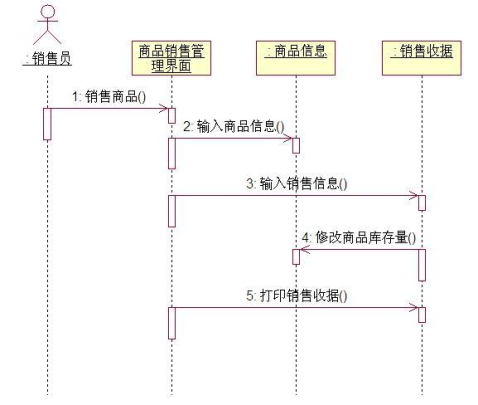 : 销售员
商品销售管
理界面
: 商品信息
: 销售收据
1: 销售商品()
2: 输入商品信息()
3: 输入销售信息()
4: 修改商品库存量()
5: 打印销售收据()